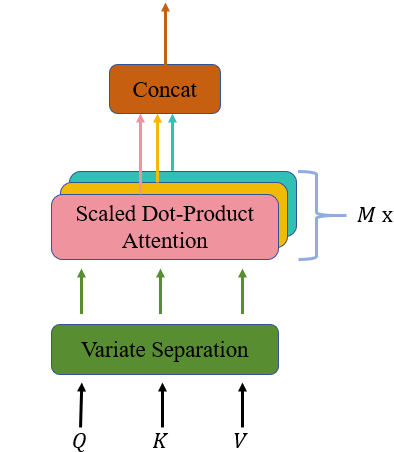 Concat
Scaled Dot-Product
Attention
M x
Variate Separation
Q K V